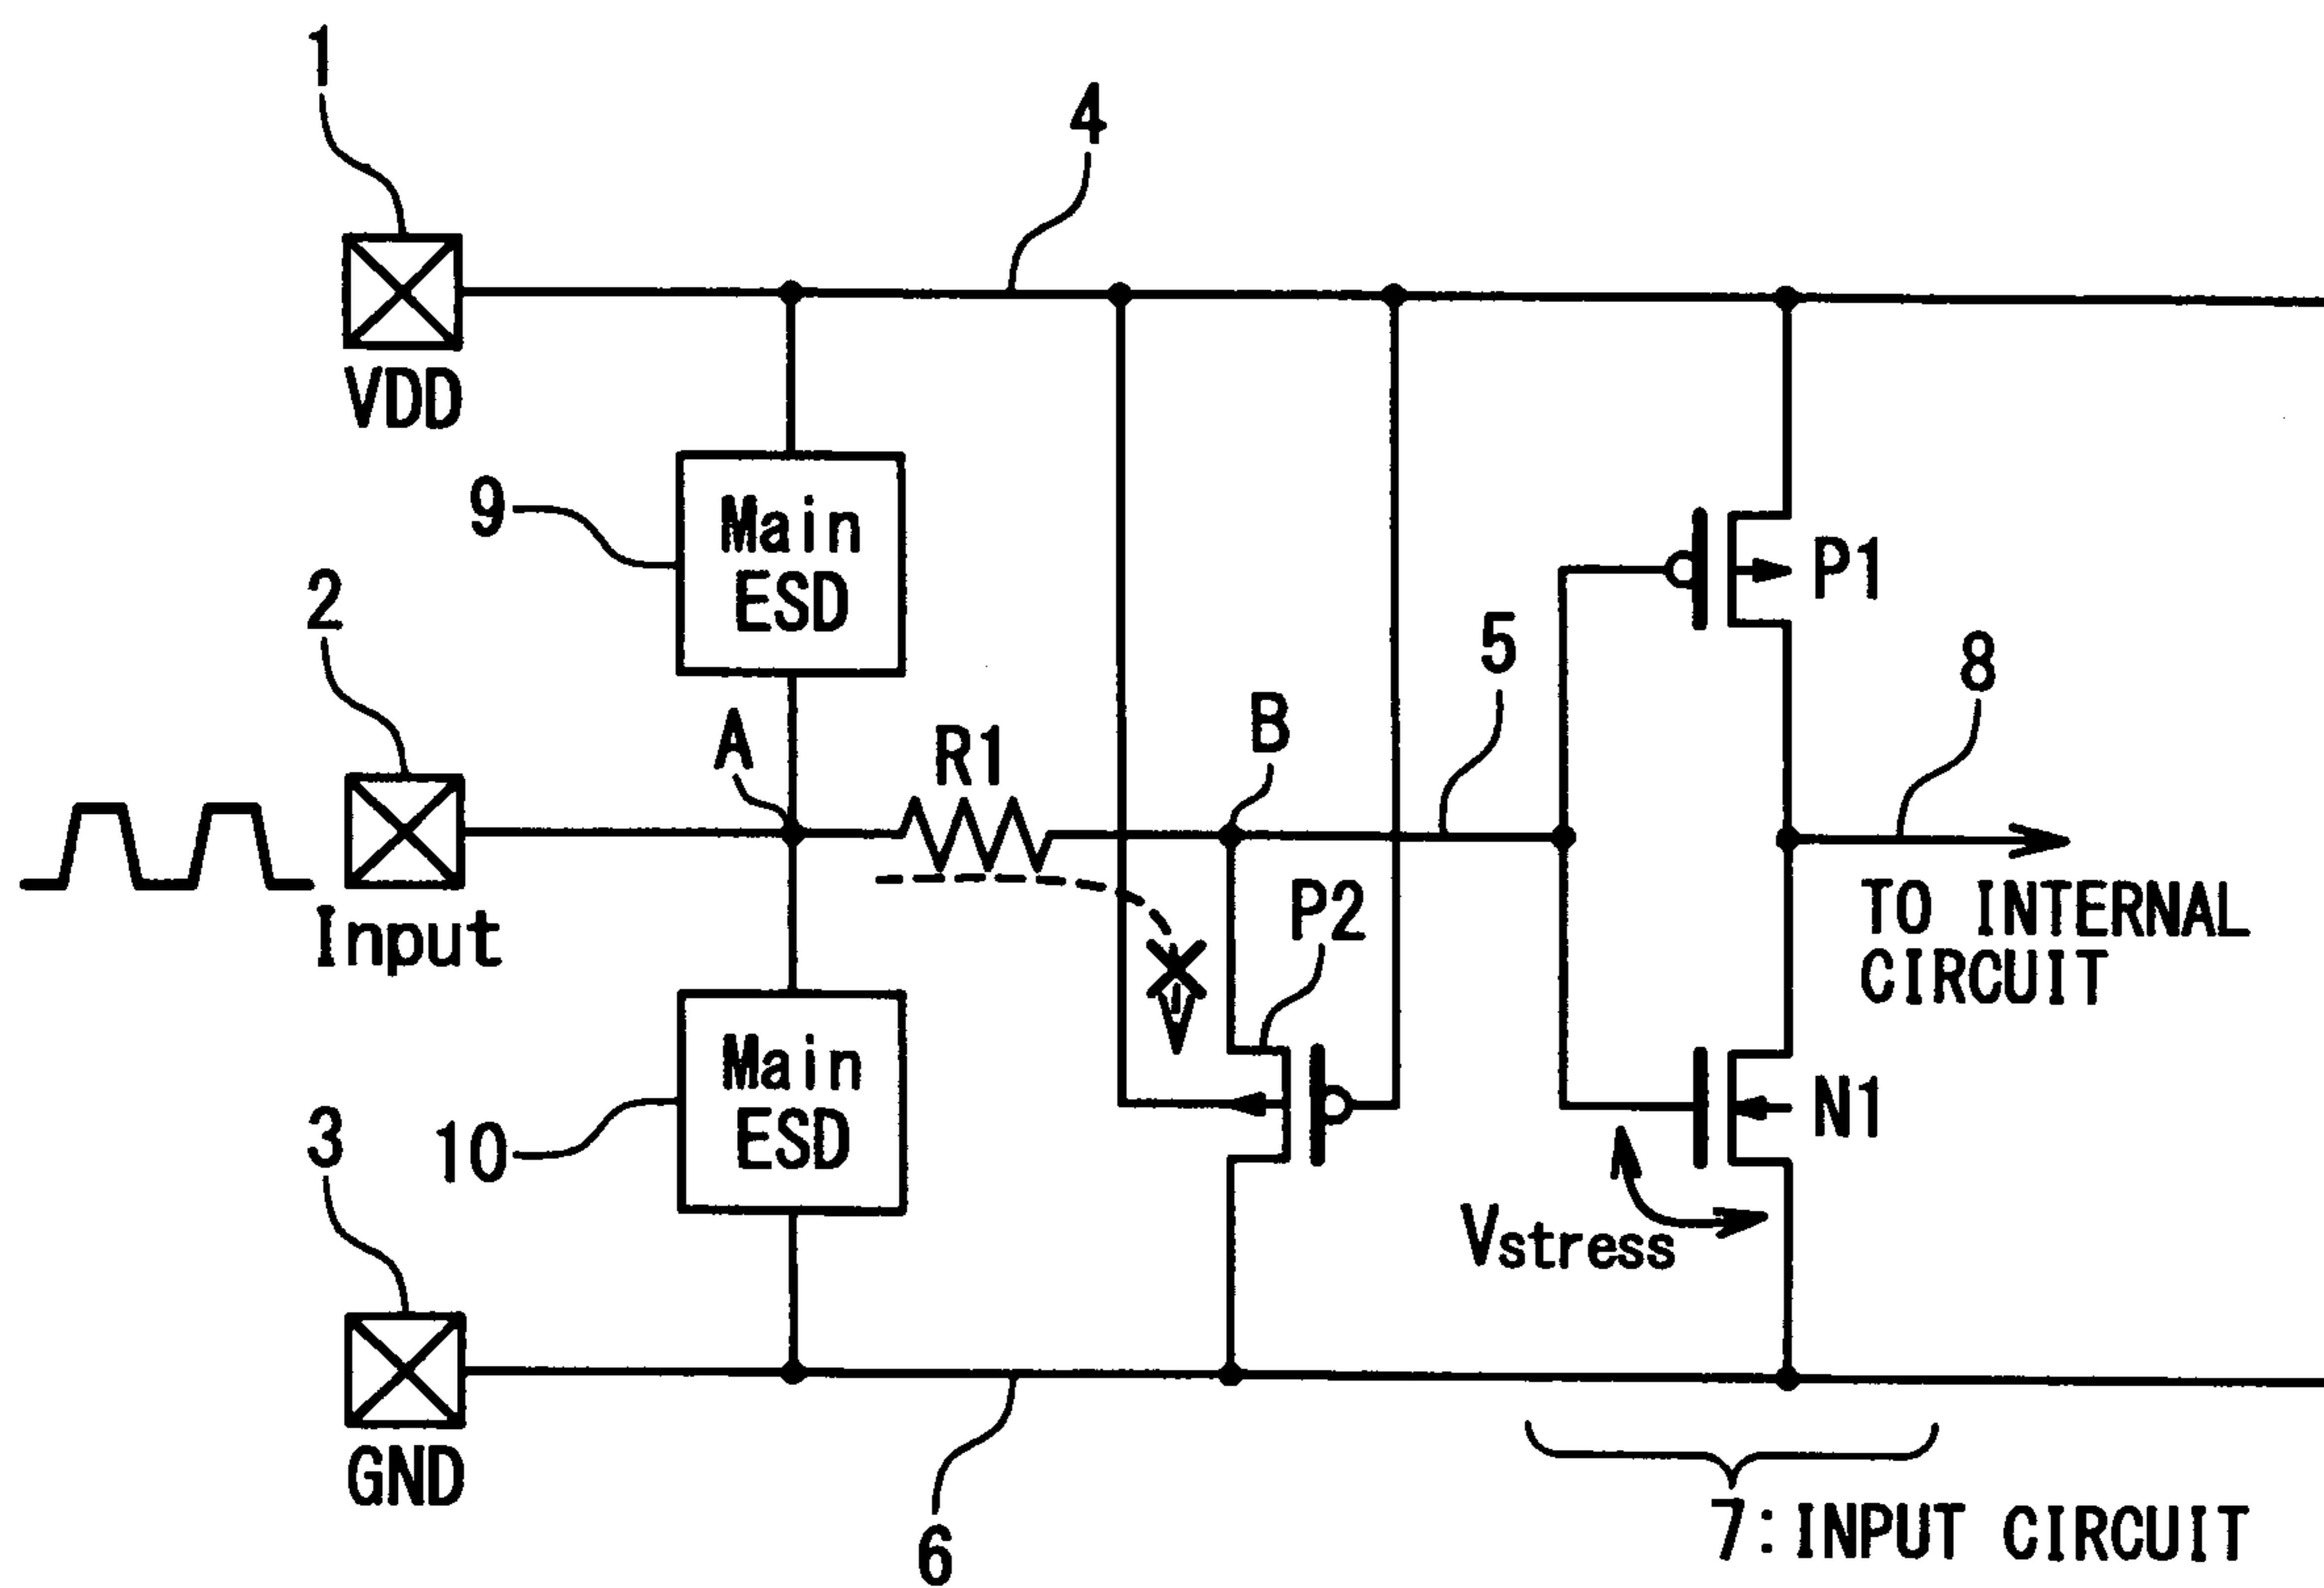 1
4
VDD
9
Main
ESD
P1
2
5
8
A
R1
B
Input
P2
TO INTERNAL
CIRCUIT
Main
ESD
N1
3
10
Vstress
GND
6
7:INPUT CIRCUIT